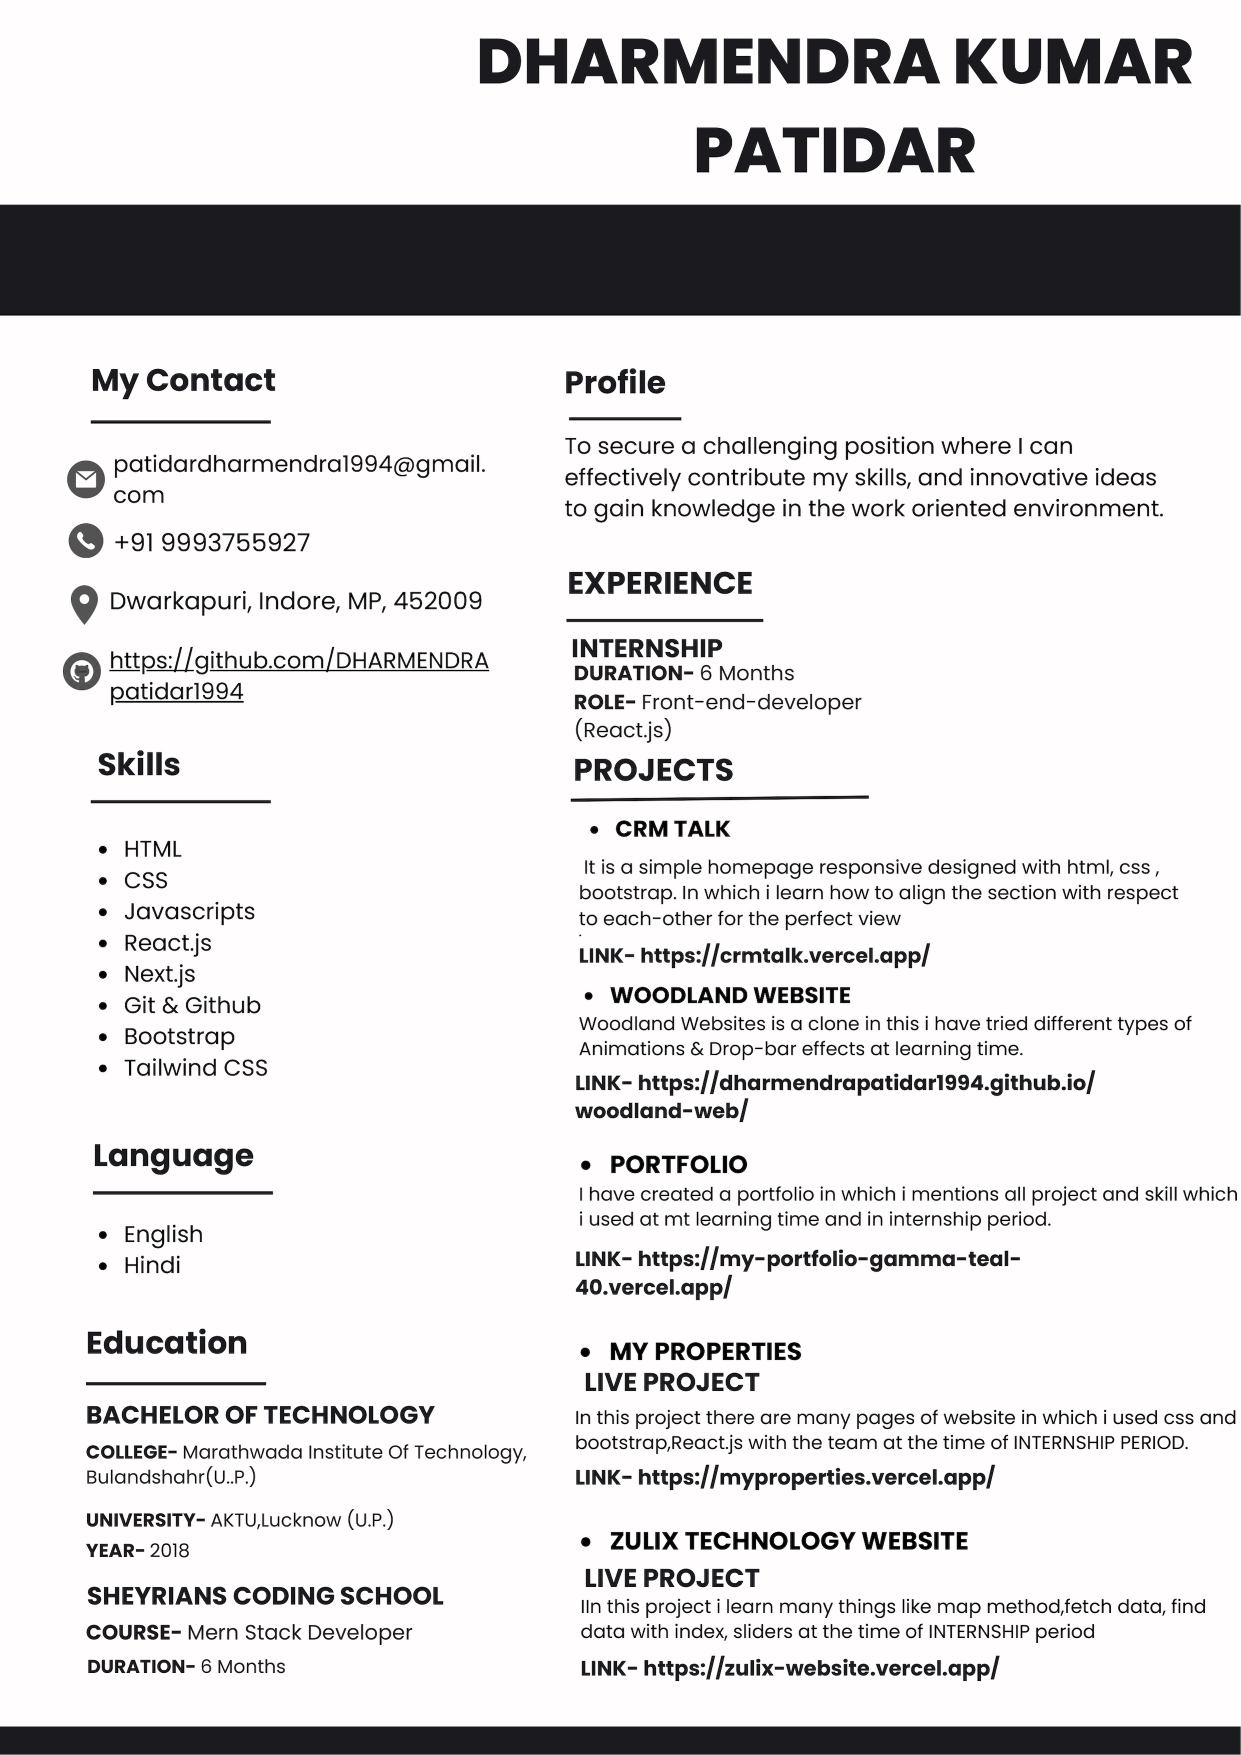 DHARMENDRA KUMAR
PATIDAR
My Contact
patidardharmendra1994@gmail.
com
+91 9993755927
Dwarkapuri, Indore, MP, 452009
https://github.com/DHARMENDRA
patidar1994
Skills
• HTML
• CSS
• Javascripts
• React.js
• Next.js
• Git & Github
• Bootstrap
• Tailwind CSS
Language
• English
• Hindi
Education
BACHELOR OF TECHNOLOGY
COLLEGE- Marathwada Institute Of Technology,
Bulandshahr(U..P.)
UNIVERSITY- AKTU,Lucknow (U.P.)
YEAR- 2018
SHEYRIANS CODING SCHOOL
COURSE- Mern Stack Developer
DURATION- 6 Months
Profile
To secure a challenging position where I can
effectively contribute my skills, and innovative ideas
to gain knowledge in the work oriented environment.
EXPERIENCE
INTERNSHIP
DURATION- 6 Months
ROLE- Front-end-developer
(React.js)
PROJECTS
• CRM TALK
It is a simple homepage responsive designed with html, css ,
bootstrap. In which i learn how to align the section with respect
to each-other for the perfect view
.
LINK- https://crmtalk.vercel.app/
• WOODLAND WEBSITE
Woodland Websites is a clone in this i have tried different types of
Animations & Drop-bar effects at learning time.
LINK- https://dharmendrapatidar1994.github.io/
woodland-web/
• PORTFOLIO
I have created a portfolio in which i mentions all project and skill which
i used at mt learning time and in internship period.
LINK- https://my-portfolio-gamma-teal-
40.vercel.app/
• MY PROPERTIES
LIVE PROJECT
In this project there are many pages of website in which i used css and
bootstrap,React.js with the team at the time of INTERNSHIP PERIOD.
LINK- https://myproperties.vercel.app/
• ZULIX TECHNOLOGY WEBSITE
LIVE PROJECT
IIn this project i learn many things like map method,fetch data, find
data with index, sliders at the time of INTERNSHIP period
LINK- https://zulix-website.vercel.app/